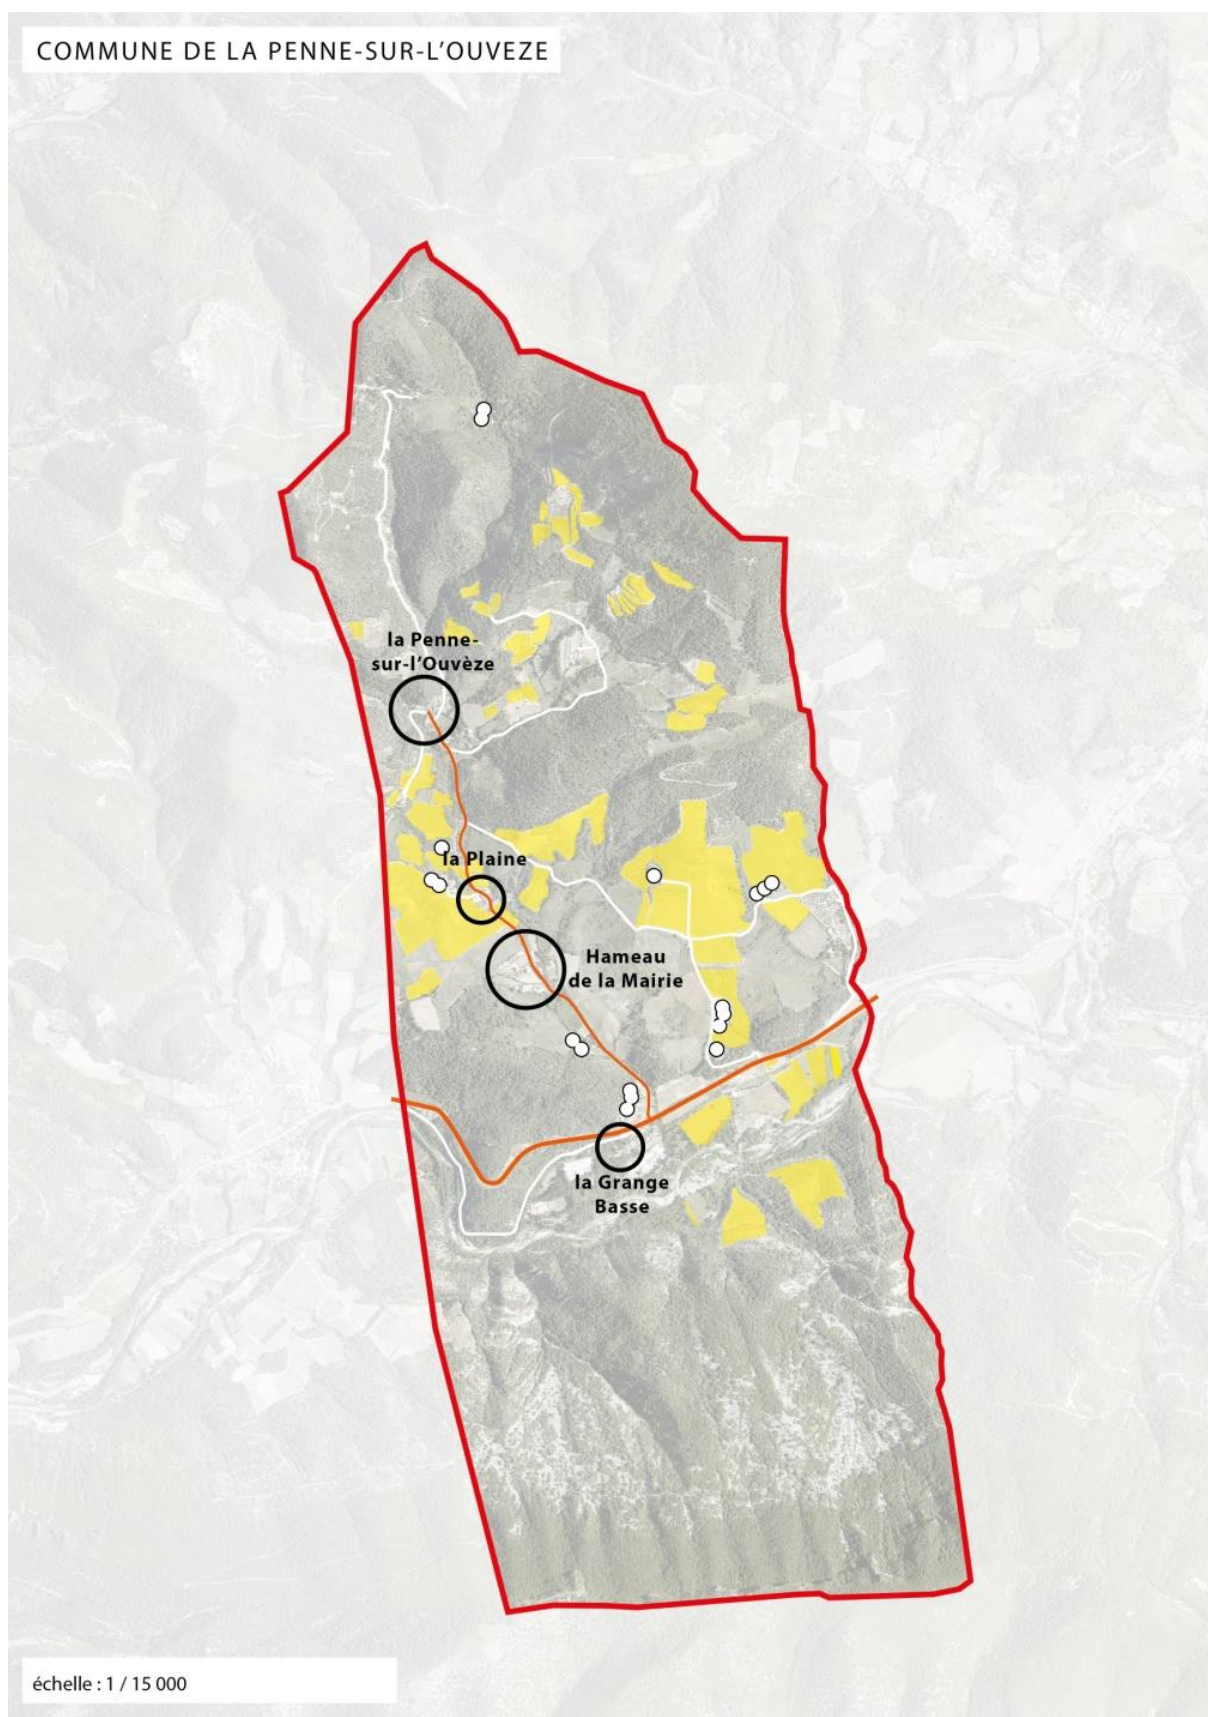 COMMUNE DE LA PENNE-SUR-L'OUVEZE
la Penne-
sur-l'Ouvèze
la Plaine
Hameau
de la Mairie
la Grange
Basse
échelle : 1 / 15 000